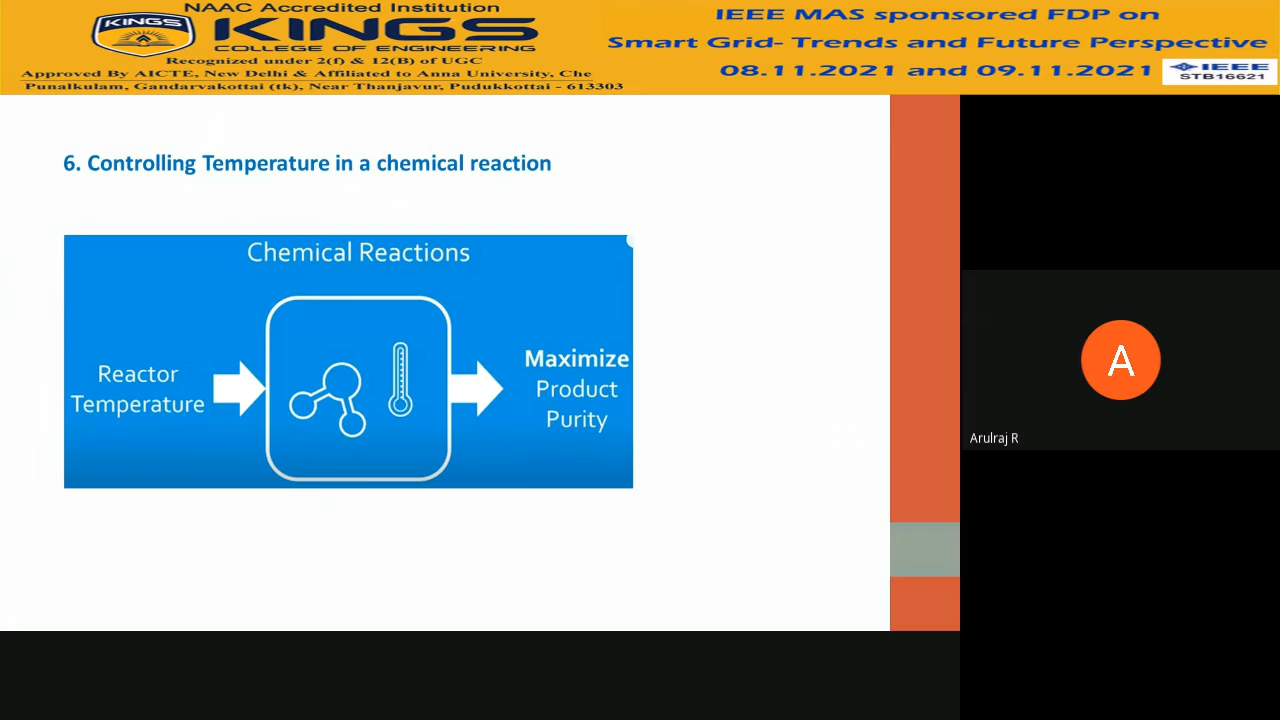 NAAC Accredited Institution
KINGS
KINGS
COLLEGE OF ENGINEERING
Recognized under 2(f) & 12(B) of UGC
Approved By AICTE, New Delhi & Affiliated to Anna University, Che
Punalkulam, Gandarvakottai (tk), Near Thanjavur, Pudukkottai - 613303
IEEE MAS sponsored FDP on
Smart Grid- Trends and Future Perspective
08.11.2021 and 09.11.2021
IEEE
STB16621
6. Controlling Temperature in a chemical reaction
Chemical Reactions
Reactor
Temperature
Maximize
Product
Purity
A
Arulraj R